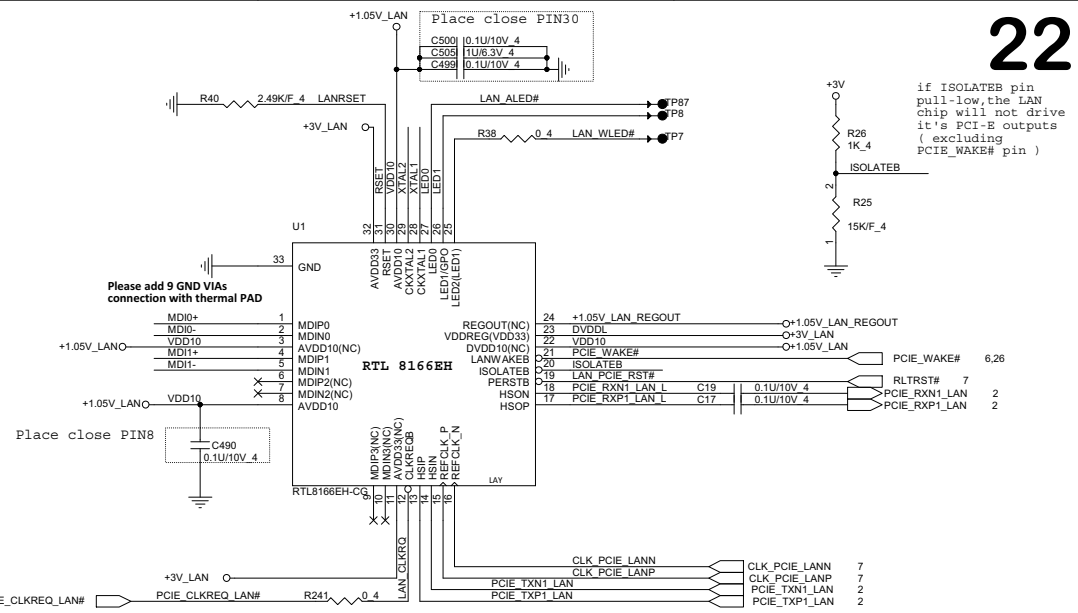 22
+1.05V_LAN
Place close PIN30
C500 0.1U/10V_4
C505 1U/6.3V_4
C499 0.1U/10V_4
R40 2.49K/F_4 LANRSET
LAN_ALED# TP87
TP8
+3V_LAN
R38 0_4 LAN_WLED# TP7
+3V
R26
1K_4
ISOLATEB
2
R25
15K/F_4
1
if ISOLATEB pin
pull-low,the LAN
chip will not drive
it's PCI-E outputs
( excluding
PCIE_WAKE# pin )
RSET
VDD10
XTAL2
XTAL1
LED0
LED1
U1
32 31 30 29 28 27 26 25
AVDD33
RSET
AVDD10
CKXTAL2
CKXTAL1
LED0
LED1/GPO
LED2(LED1)
33 GND
Please add 9 GND VIAs
connection with thermal PAD
MDI0+ 1 MDIP0
MDI0- 2 MDIN0
+1.05V_LAN VDD10 3 AVDD10(NC)
MDI1+ 4 MDIP1
MDI1- 5 MDIN1
6 MDIP2(NC)
7 MDIN2(NC)
+1.05V_LAN VDD10 8 AVDD10
RTL 8166EH
REGOUT(NC) 24 +1.05V_LAN_REGOUT +1.05V_LAN_REGOUT
VDDREG(VDD33) 23 DVDDL +3V_LAN
DVDD10(NC) 22 VDD10 +1.05V_LAN
LANWAKEB 21 PCIE_WAKE# PCIE_WAKE# 6,26
ISOLATEB 20 ISOLATEB
PERSTB 19 LAN_PCIE_RST# RLTRST# 7
HSON 18 PCIE_RXN1_LAN_L C19 0.1U/10V_4 PCIE_RXN1_LAN 2
HSOP 17 PCIE_RXP1_LAN_L C17 0.1U/10V_4 PCIE_RXP1_LAN 2
Place close PIN8
C490
0.1U/10V_4
MDIP3(NC)
MDIN3(NC)
AVDD33(NC)
CLKREQB
HSIP
HSIN
REFCLK_P
REFCLK_N
LAY
RTL8166EH-CG
9 10 11 12 13 14 15 16
LAN_CLKRQ
CLK_PCIE_LANN CLK_PCIE_LANN 7
CLK_PCIE_LANP CLK_PCIE_LANP 7
PCIE_TXN1_LAN PCIE_TXN1_LAN 2
PCIE_TXP1_LAN PCIE_TXP1_LAN 2
+3V_LAN
E_CLKREQ_LAN# PCIE_CLKREQ_LAN# R241 0_4